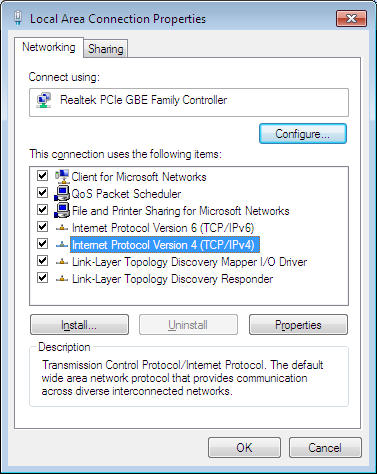 Local Area Connection Properties
Networking
Sharing
Connect using:
Realtek PCIe GBE Family Controller
Configure...
This connection uses the following items:
Client for Microsoft Networks
QoS Packet Scheduler
File and Printer Sharing for Microsoft Networks
Internet Protocol Version 6 (TCP/IPv6)
Internet Protocol Version 4 (TCP/IPv4)
Link-Layer Topology Discovery Mapper I/O Driver
Link-Layer Topology Discovery Responder
Install...
Uninstall
Properties
Description
Transmission Control Protocol/Internet Protocol. The default
wide area network protocol that provides communication
across diverse interconnected networks.
OK
Cancel